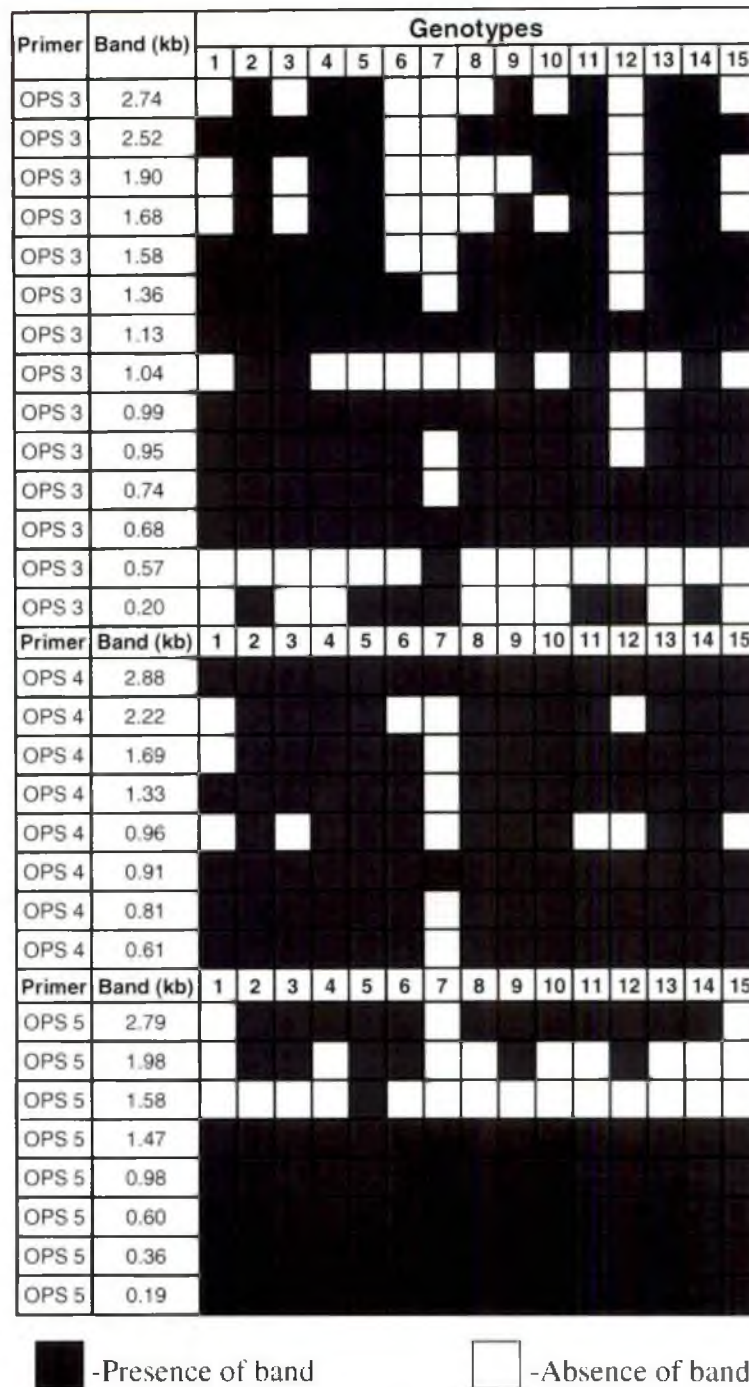 Genotypes
Primer Band (kb) 1 2 3 4 5 6 7 8 9 10 11 12 13 14 15
OPS 3 2.74
OPS 3 2.52
OPS 3 1.90
OPS 3 1.68
OPS 3 1.58
OPS 3 1.36
OPS 3 1.13
OPS 3 1.04
OPS 3 0.99
OPS 3 0.95
OPS 3 0.74
OPS 3 0.68
OPS 3 0.57
OPS 3 0.20
Primer Band (kb) 1 2 3 4 5 6 7 8 9 10 11 12 13 14 15
OPS 4 2.88
OPS 4 2.22
OPS 4 1.69
OPS 4 1.33
OPS 4 0.96
OPS 4 0.91
OPS 4 0.81
OPS 4 0.61
Primer Band (kb) 1 2 3 4 5 6 7 8 9 10 11 12 13 14 15
OPS 5 2.79
OPS 5 1.98
OPS 5 1.58
OPS 5 1.47
OPS 5 0.98
OPS 5 0.60
OPS 5 0.36
OPS 5 0.19
-Presence of band -Absence of band